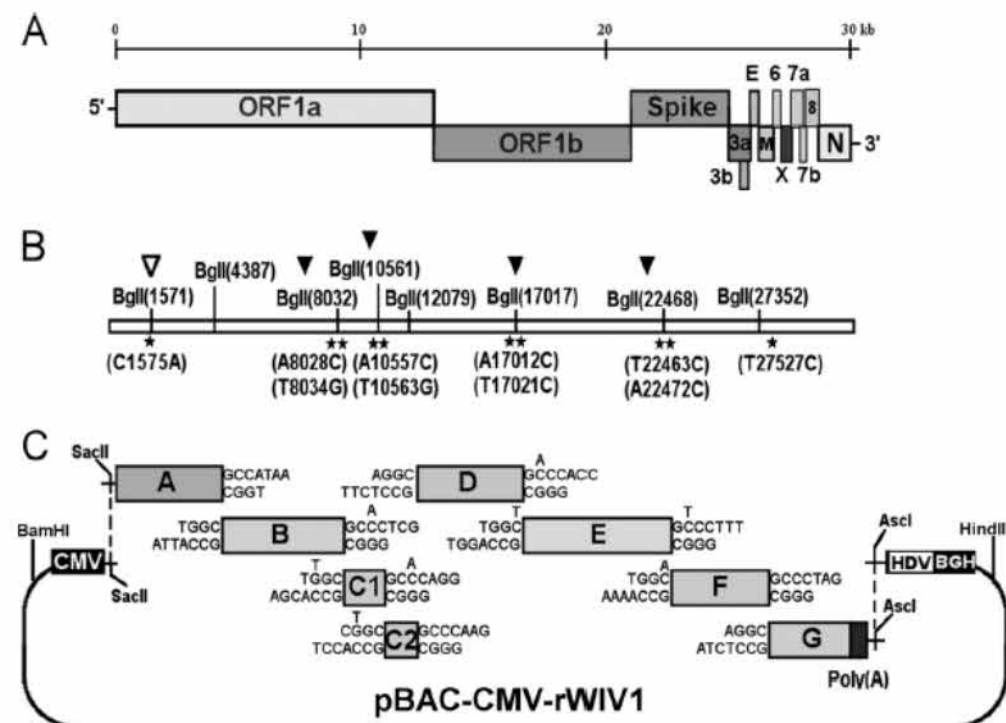 A
0 10 20 30 kb
E 6 7a
5' ORF1a Spike 8
ORF1b 3a M N 3'
3b X 7b
B
BglI(4387) BglI(10561)
BglI(1571) BglI(8032) BglI(12079) BglI(17017) BglI(22468) BglI(27352)
★ ★★ ★★ ★★ ★★ ★
(C1575A) (A8028C) (A10557C) (A17012C) (T22463C) (T27527C)
(T8034G) (T10563G) (T17021C) (A22472C)
C
SacII
A GCCATAA
CGGT
AGGC D A
TTCTCCG GCCCACC
CGGG
BamHI
TGGC B A
ATTACCG GCCCTCG
CGGG
T
TGGC E T
TGGACCG GCCCTTT
CGGG
AscI
HindII
CMV
SacII
T
TGGC C1 A
AGCACCG GCCCAGG
CGGG
A
TGGC F GCCCTAG
AAAACCG CGGG
HDV BGH
AscI
T
CGGC C2 GCCCAAG
TCCACCG CGGG
AGGC G
ATCTCCG
Poly(A)
pBAC-CMV-rWIV1